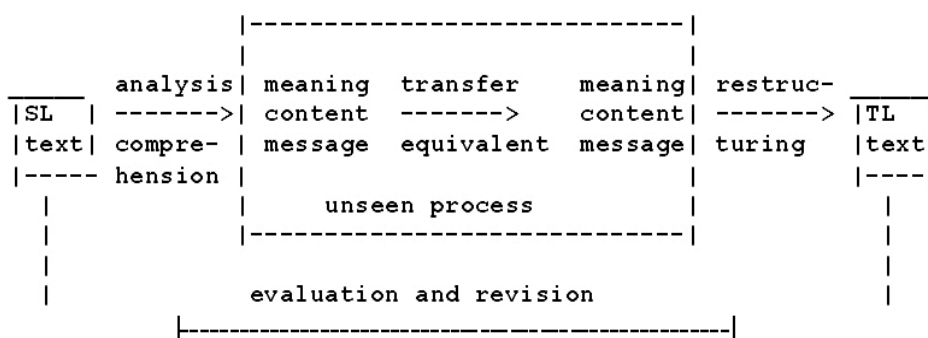 analysis meaning transfer meaning restruc-
SL -------> content -------> content -------> TL
text compre- message equivalent message turing text
hension
unseen process
evaluation and revision